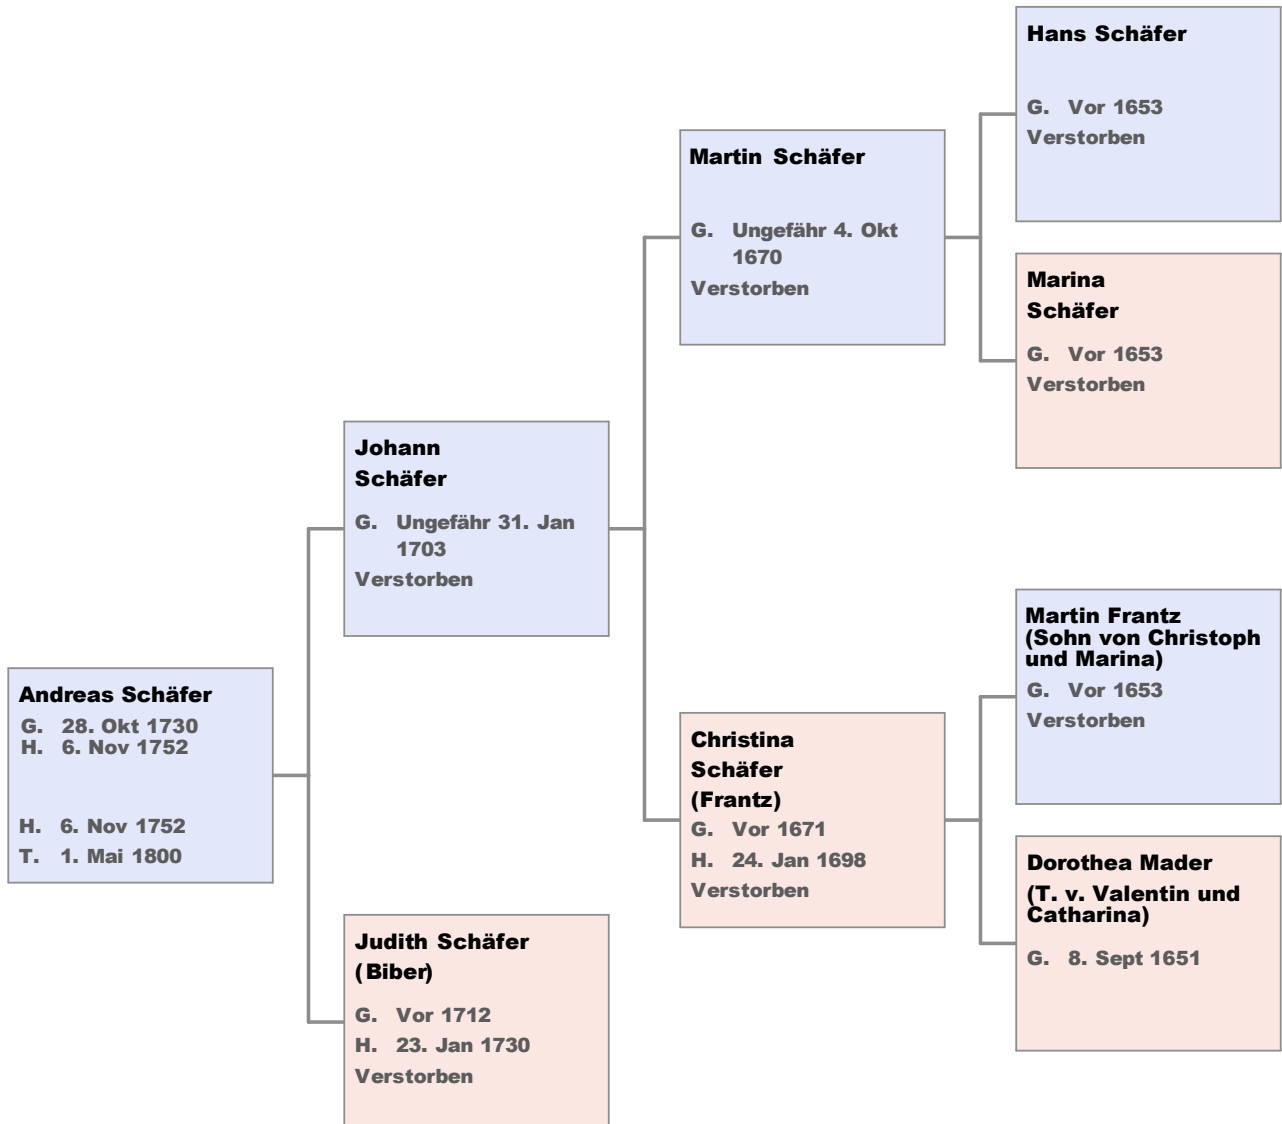 Hans Schäfer
G. Vor 1653
Verstorben
Martin Schäfer
G. Ungefähr 4. Okt
1670
Verstorben
Marina
Schäfer
G. Vor 1653
Verstorben
Johann
Schäfer
G. Ungefähr 31. Jan
1703
Verstorben
Martin Frantz
(Sohn von Christoph
und Marina)
G. Vor 1653
Verstorben
Andreas Schäfer
G. 28. Okt 1730
H. 6. Nov 1752
H. 6. Nov 1752
T. 1. Mai 1800
Christina
Schäfer
(Frantz)
G. Vor 1671
H. 24. Jan 1698
Verstorben
Dorothea Mader
(T. v. Valentin und
Catharina)
G. 8. Sept 1651
Judith Schäfer
(Biber)
G. Vor 1712
H. 23. Jan 1730
Verstorben